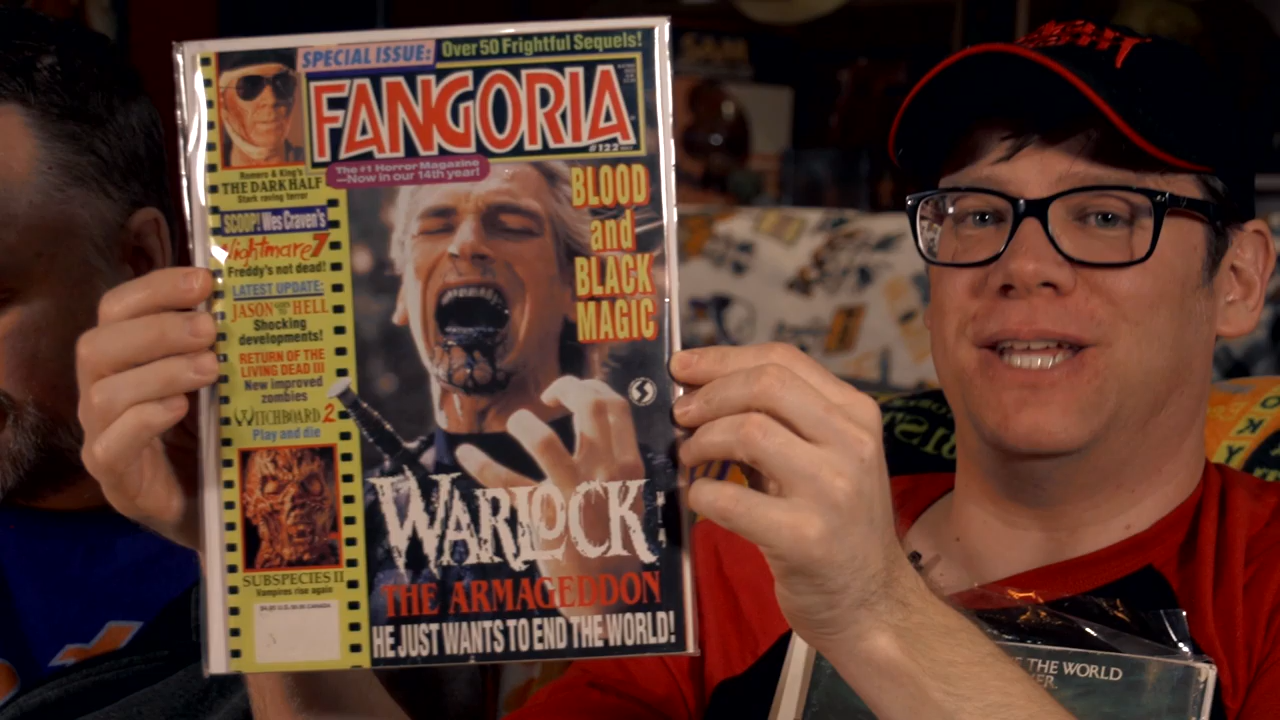 SPECIAL ISSUE:
Over 50 Frightful Sequels!
FANGORIA
#122
The #1 Horror Magazine
—Now in our 14th year!
Romero & King's
THE DARK HALF
Stark raving terror
SCOOP! Wes Craven's
Nightmare 7
Freddy's not dead!
LATEST UPDATE:
JASON GOES TO HELL
Shocking
developments!
RETURN OF THE
LIVING DEAD III
New improved
zombies
WITCHBOARD 2
Play and die
SUBSPECIES II
Vampires rise again
BLOOD
and
BLACK
MAGIC
WARLOCK:
THE ARMAGEDDON
HE JUST WANTS TO END THE WORLD!
SAM
THE WORLD